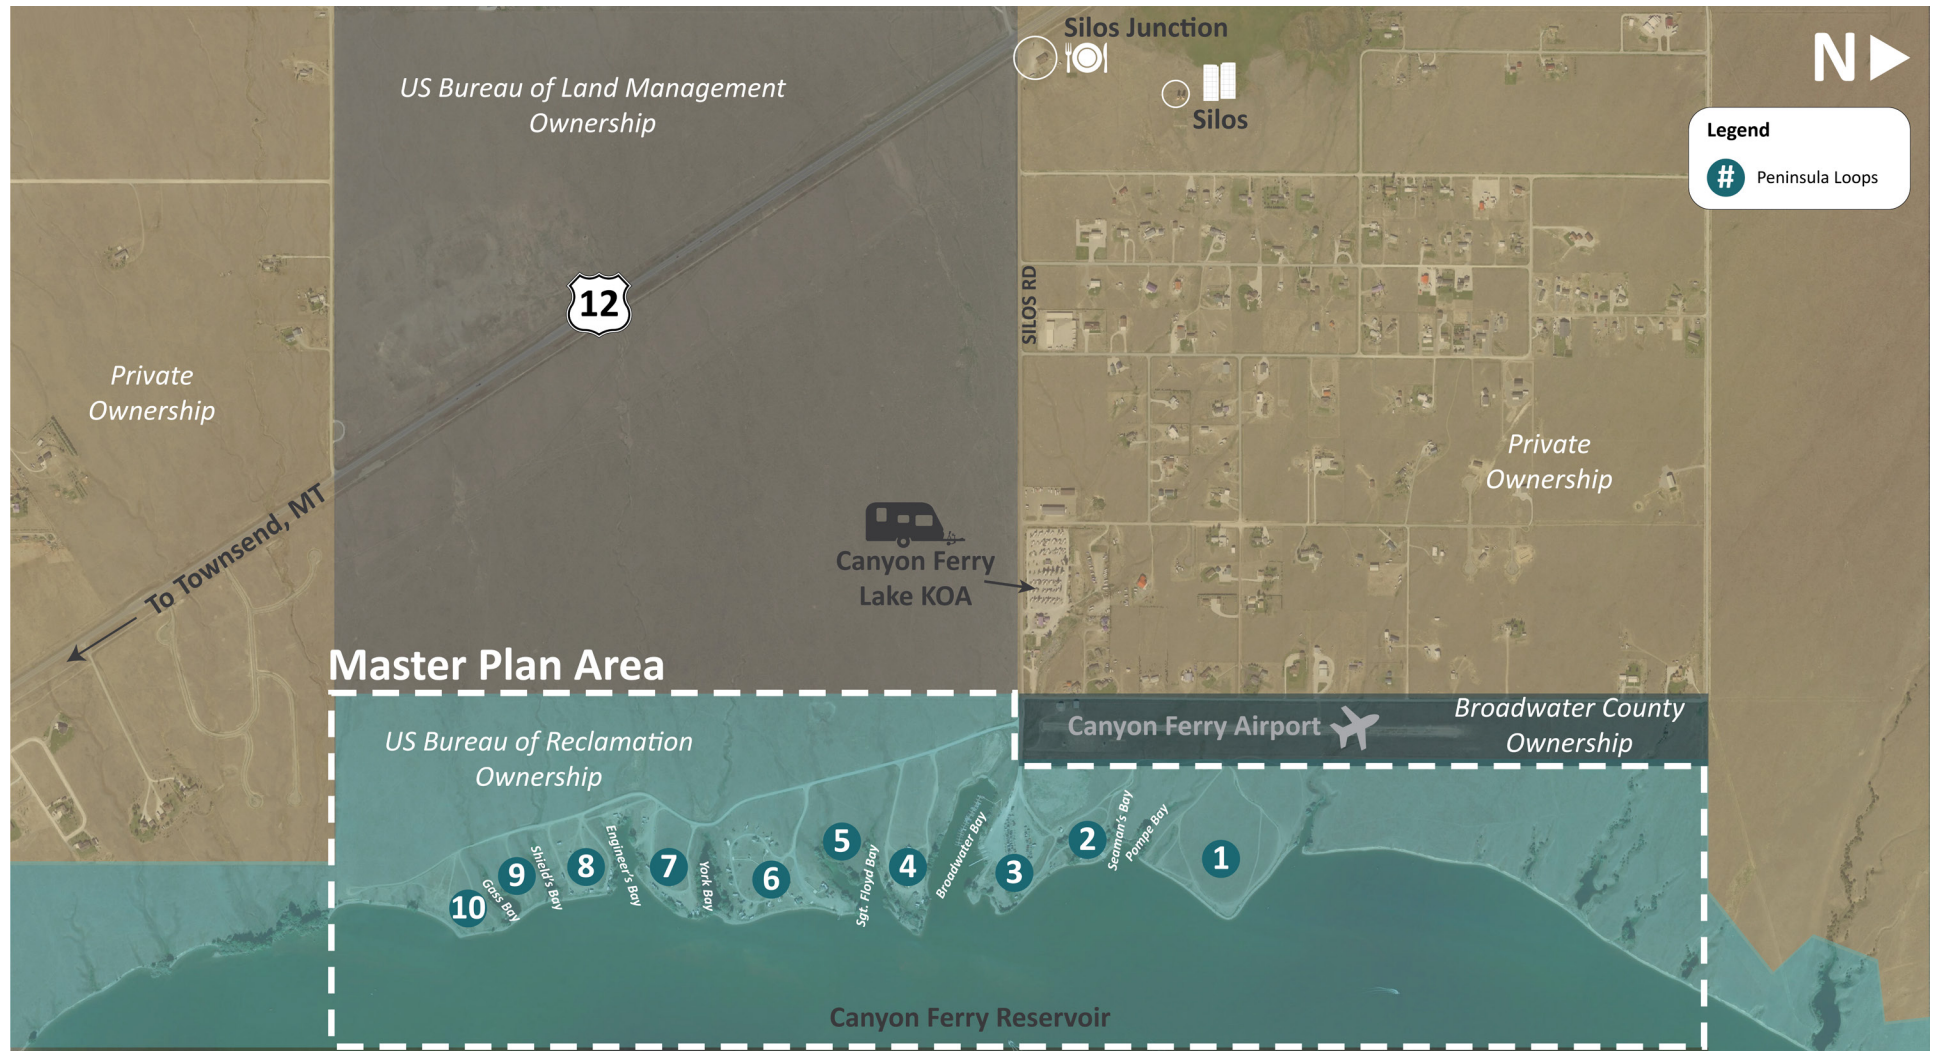 Silos Junction
N
US Bureau of Land Management
Ownership
Silos
Legend
# Peninsula Loops
12
SILOS RD
Private
Ownership
Private
Ownership
To Townsend, MT
Canyon Ferry
Lake KOA
Master Plan Area
US Bureau of Reclamation
Ownership
Canyon Ferry Airport
Broadwater County
Ownership
10
Gass Bay
9
Shield's Bay
8
Engineer's Bay
7
York Bay
6
5
Sgt. Floyd Bay
4
Broadwater Bay
3
2
Seaman's Bay
Pompe Bay
1
Canyon Ferry Reservoir